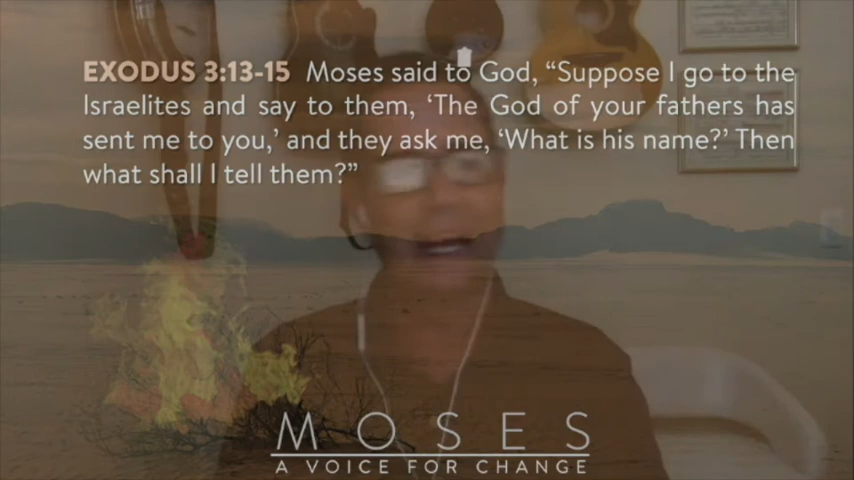 EXODUS 3:13-15 Moses said to God, “Suppose I go to the
Israelites and say to them, ‘The God of your fathers has
sent me to you,’ and they ask me, ‘What is his name?’ Then
what shall I tell them?”
MOSES
A VOICE FOR CHANGE